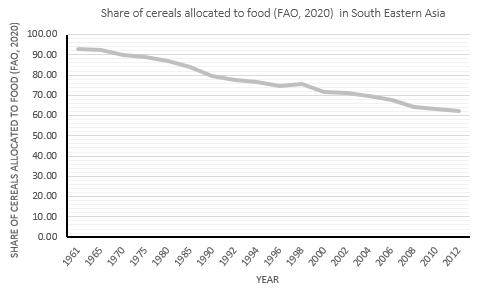 Share of cereals allocated to food (FAO, 2020)  in South Eastern Asia
SHARE OF CEREALS ALLOCATED TO FOOD (FAO, 2020)
100.00
90.00
80.00
70.00
60.00
50.00
40.00
30.00
20.00
10.00
0.00
1961 1965 1970 1975 1980 1985 1990 1992 1994 1996 1998 2000 2002 2004 2006 2008 2010 2012
YEAR